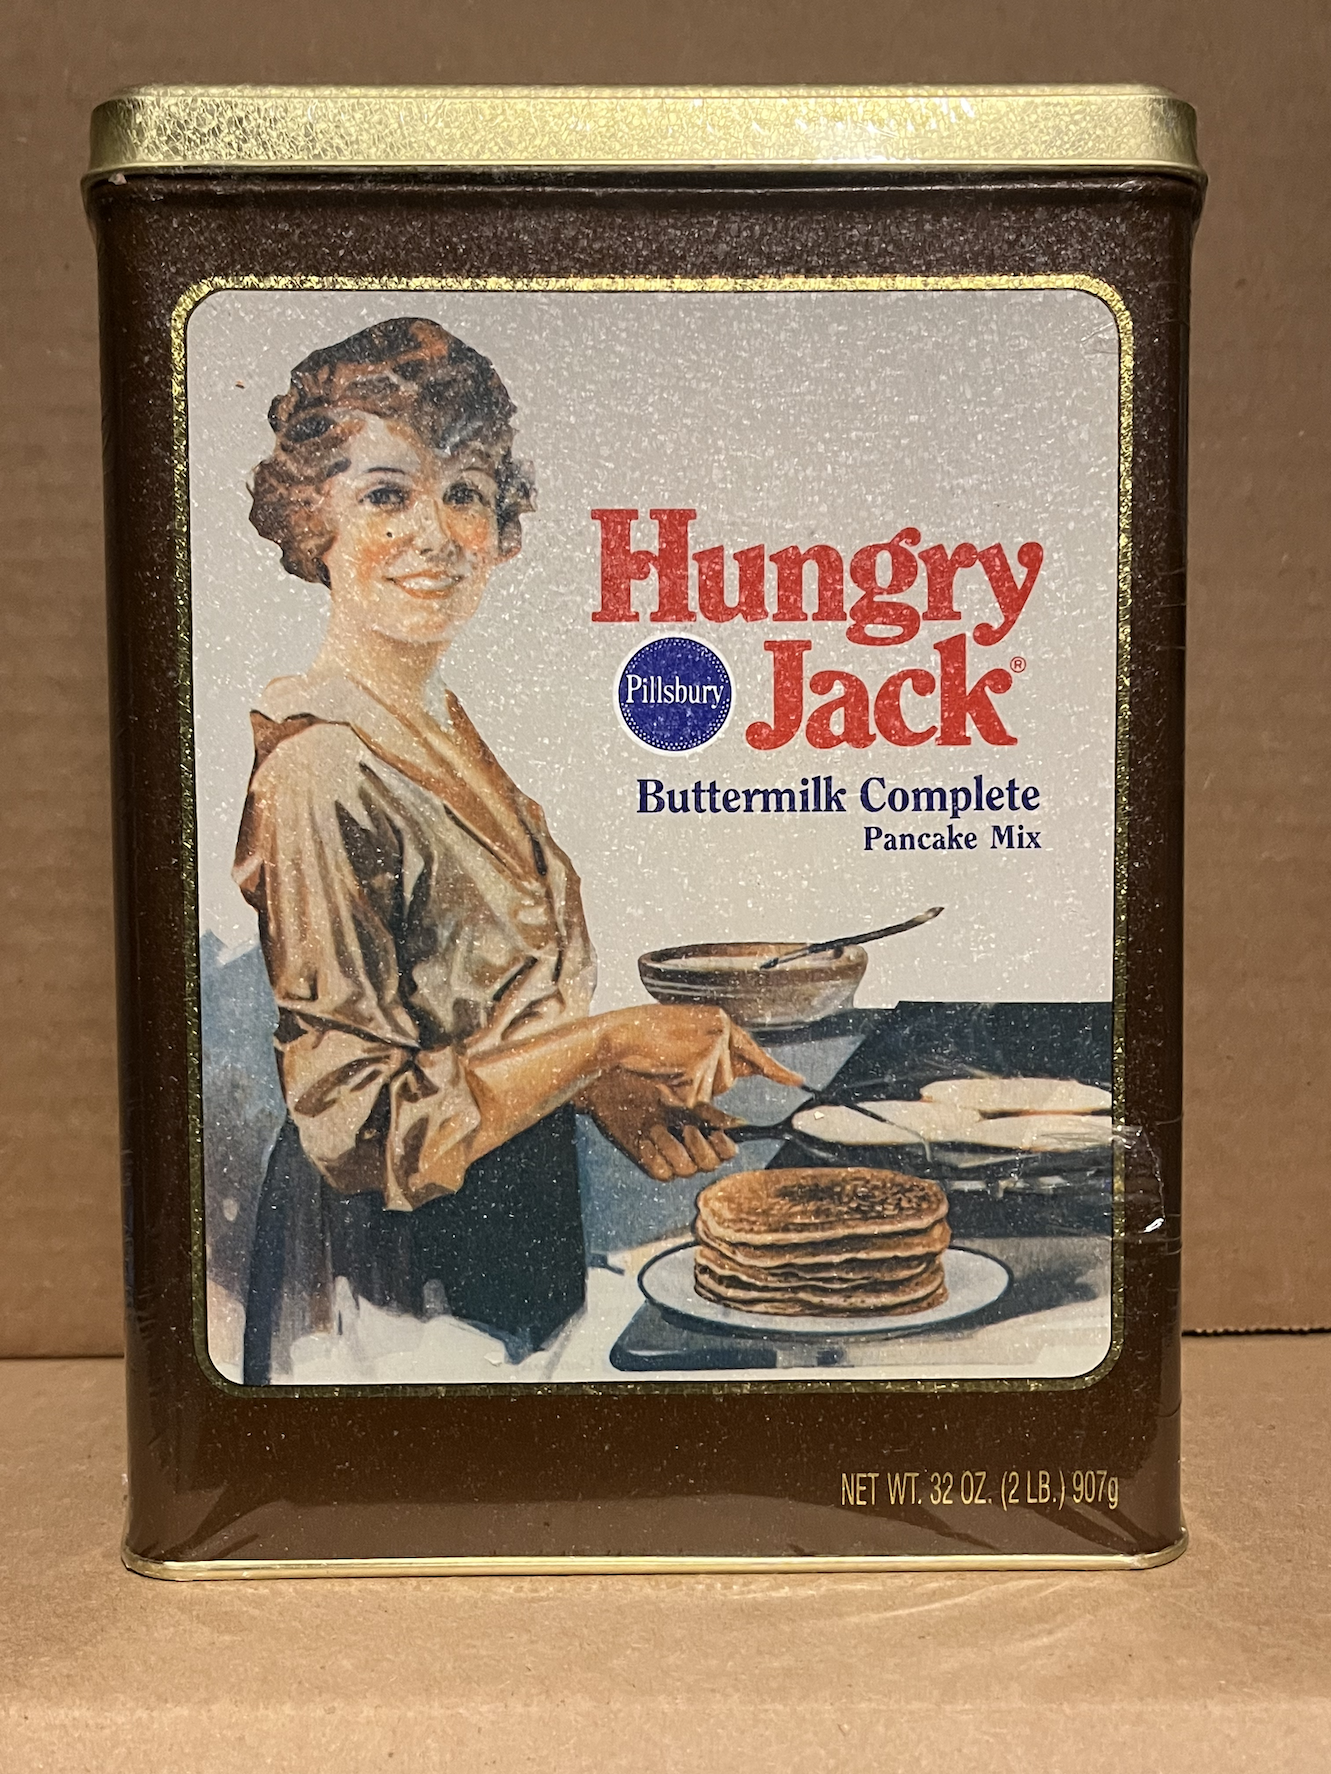 Hungry
Pillsbury Jack®
Buttermilk Complete
Pancake Mix
NET WT. 32 OZ. (2 LB.) 907g